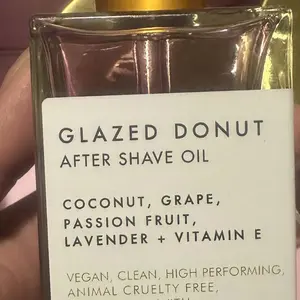 GLAZED DONUT
AFTER SHAVE OIL
COCONUT, GRAPE,
PASSION FRUIT,
LAVENDER + VITAMIN E
VEGAN, CLEAN, HIGH PERFORMING,
ANIMAL CRUELTY FREE,